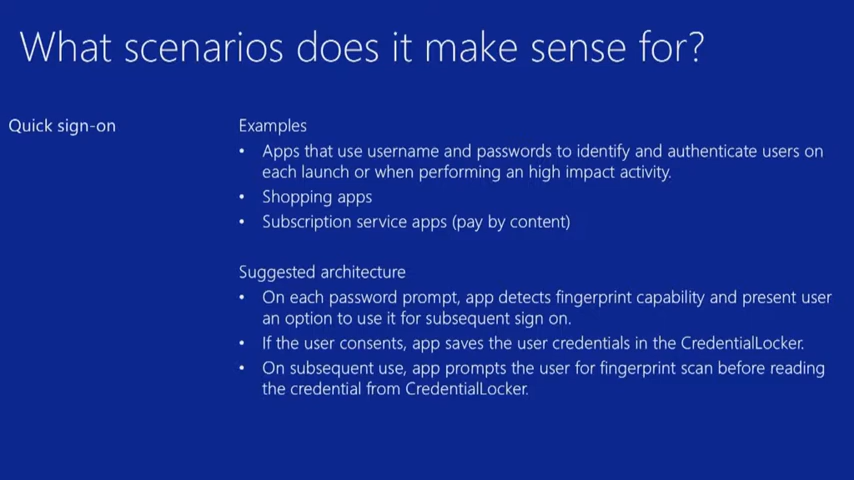 What scenarios does it make sense for?
Quick sign-on
Examples
• Apps that use username and passwords to identify and authenticate users on
each launch or when performing an high impact activity.
• Shopping apps
• Subscription service apps (pay by content)
Suggested architecture
• On each password prompt, app detects fingerprint capability and present user
an option to use it for subsequent sign on.
• If the user consents, app saves the user credentials in the CredentialLocker.
• On subsequent use, app prompts the user for fingerprint scan before reading
the credential from CredentialLocker.